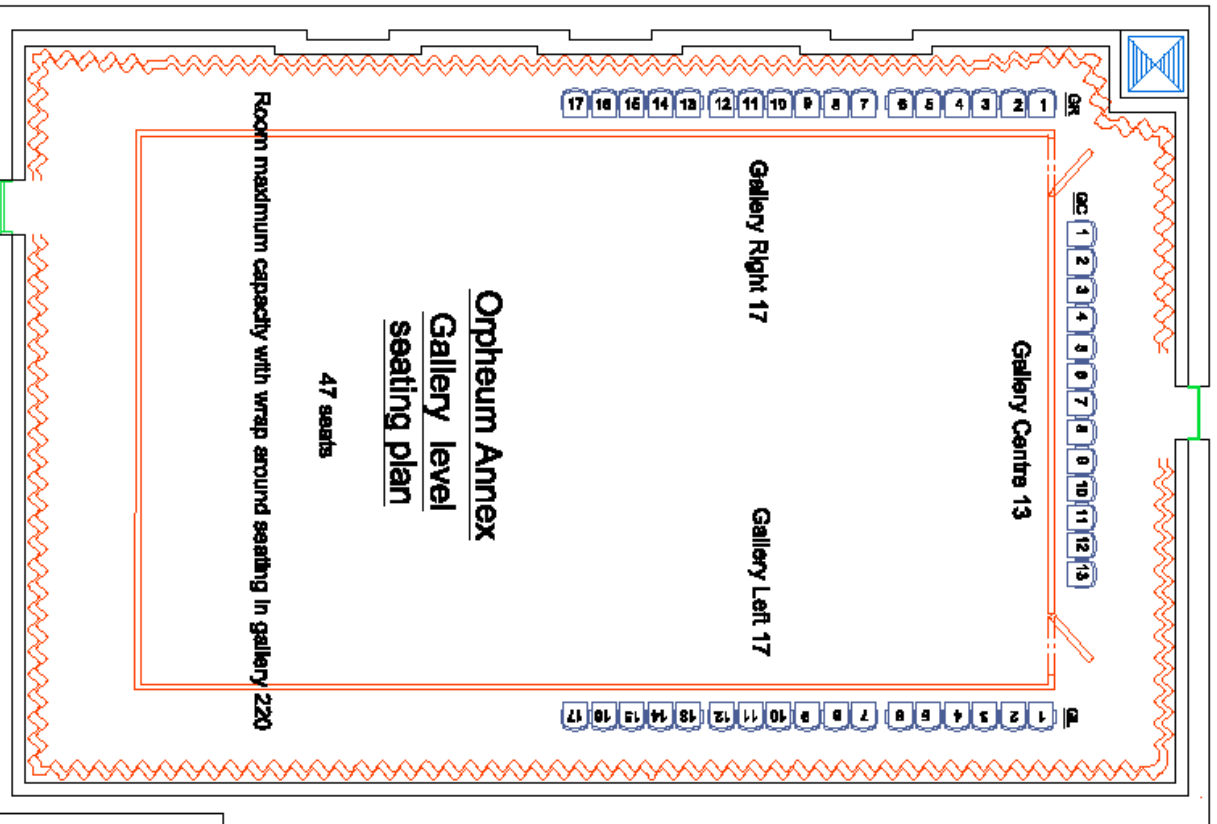 Orpheum Annex
Gallery level
seating plan
47 seats
Room maximum capacity with wrap around seating in gallery 220
Gallery Right 17
Gallery Centre 13
Gallery Left 17
GR
1 2 3 4 5 6 7 8 9 10 11 12 13 14 15 16 17
GC
1
2
3
4
5
6
7
8
9
10
11
12
13
GL
1 2 3 4 5 6 7 8 9 10 11 12 13 14 15 16 17